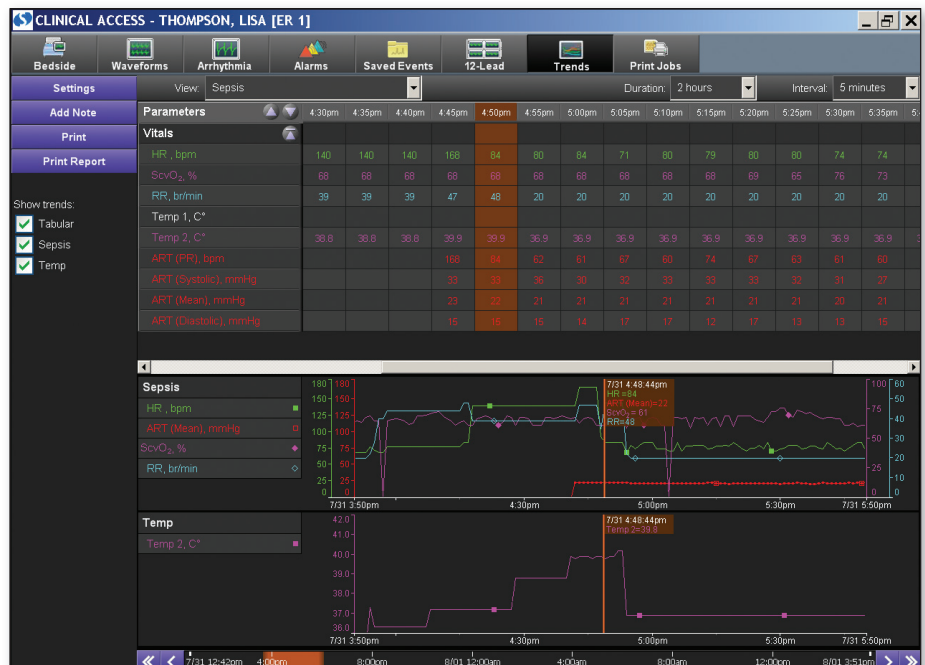 CLINICAL ACCESS - THOMPSON, LISA [ER 1]
Bedside Waveforms Arrhythmia Alarms Saved Events 12-Lead Trends Print Jobs
Settings
Add Note
Print
Print Report
Show trends:
Tabular
Sepsis
Temp
View: Sepsis Duration: 2 hours Interval: 5 minutes
Parameters 4:30pm 4:35pm 4:40pm 4:45pm 4:50pm 4:55pm 5:00pm 5:05pm 5:10pm 5:15pm 5:20pm 5:25pm 5:30pm 5:35pm
Vitals
HR , bpm 140 140 140 168 84 80 84 71 80 79 80 80 74 74
ScvO₂, % 68 68 68 68 68 68 68 68 68 68 69 65 76 73
RR, br/min 39 39 39 47 48 20 20 20 20 20 20 20 20 20
Temp 1, C°
Temp 2, C° 38.8 38.8 38.8 39.9 39.9 36.9 36.9 36.9 36.9 36.9 36.9 36.9 36.9 36.9
ART (PR), bpm 168 84 62 61 67 60 74 67 63 61 60
ART (Systolic), mmHg 33 33 36 30 32 33 33 33 32 31 27
ART (Mean), mmHg 23 22 21 21 21 21 21 21 21 20 21
ART (Diastolic), mmHg 15 15 15 14 17 17 12 17 13 13 15
Sepsis
HR , bpm
ART (Mean), mmHg
ScvO₂, %
RR, br/min
180 180
150 150
125 125
100 100
75 75
50 50
25 25
0 0
7/31 4:48:44pm
HR =84
ART (Mean)=22
ScvO₂ = 61
RR=48
100 60
75 50
40
50 30
25 20
10
0 0
7/31 3:50pm 4:30pm 5:00pm 5:30pm 7/31 5:50pm
Temp
Temp 2, C°
42.0
41.0
40.0
39.0
38.0
37.0
36.0
7/31 4:48:44pm
Temp 2=39.8
7/31 3:50pm 4:30pm 5:00pm 5:30pm 7/31 5:50pm
7/31 12:42pm 4:00pm 8:00pm 8/01 12:00am 4:00am 8:00am 12:00pm 8/01 3:51pm